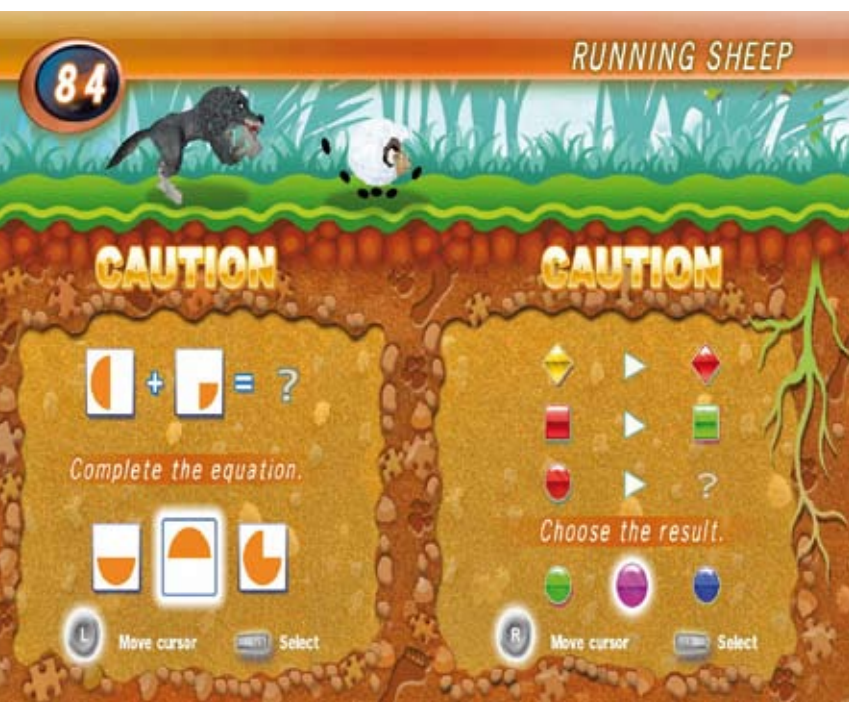 84
RUNNING SHEEP
CAUTION
+ = ?
Complete the equation.
L Move cursor Select
CAUTION
?
Choose the result.
R Move cursor Select